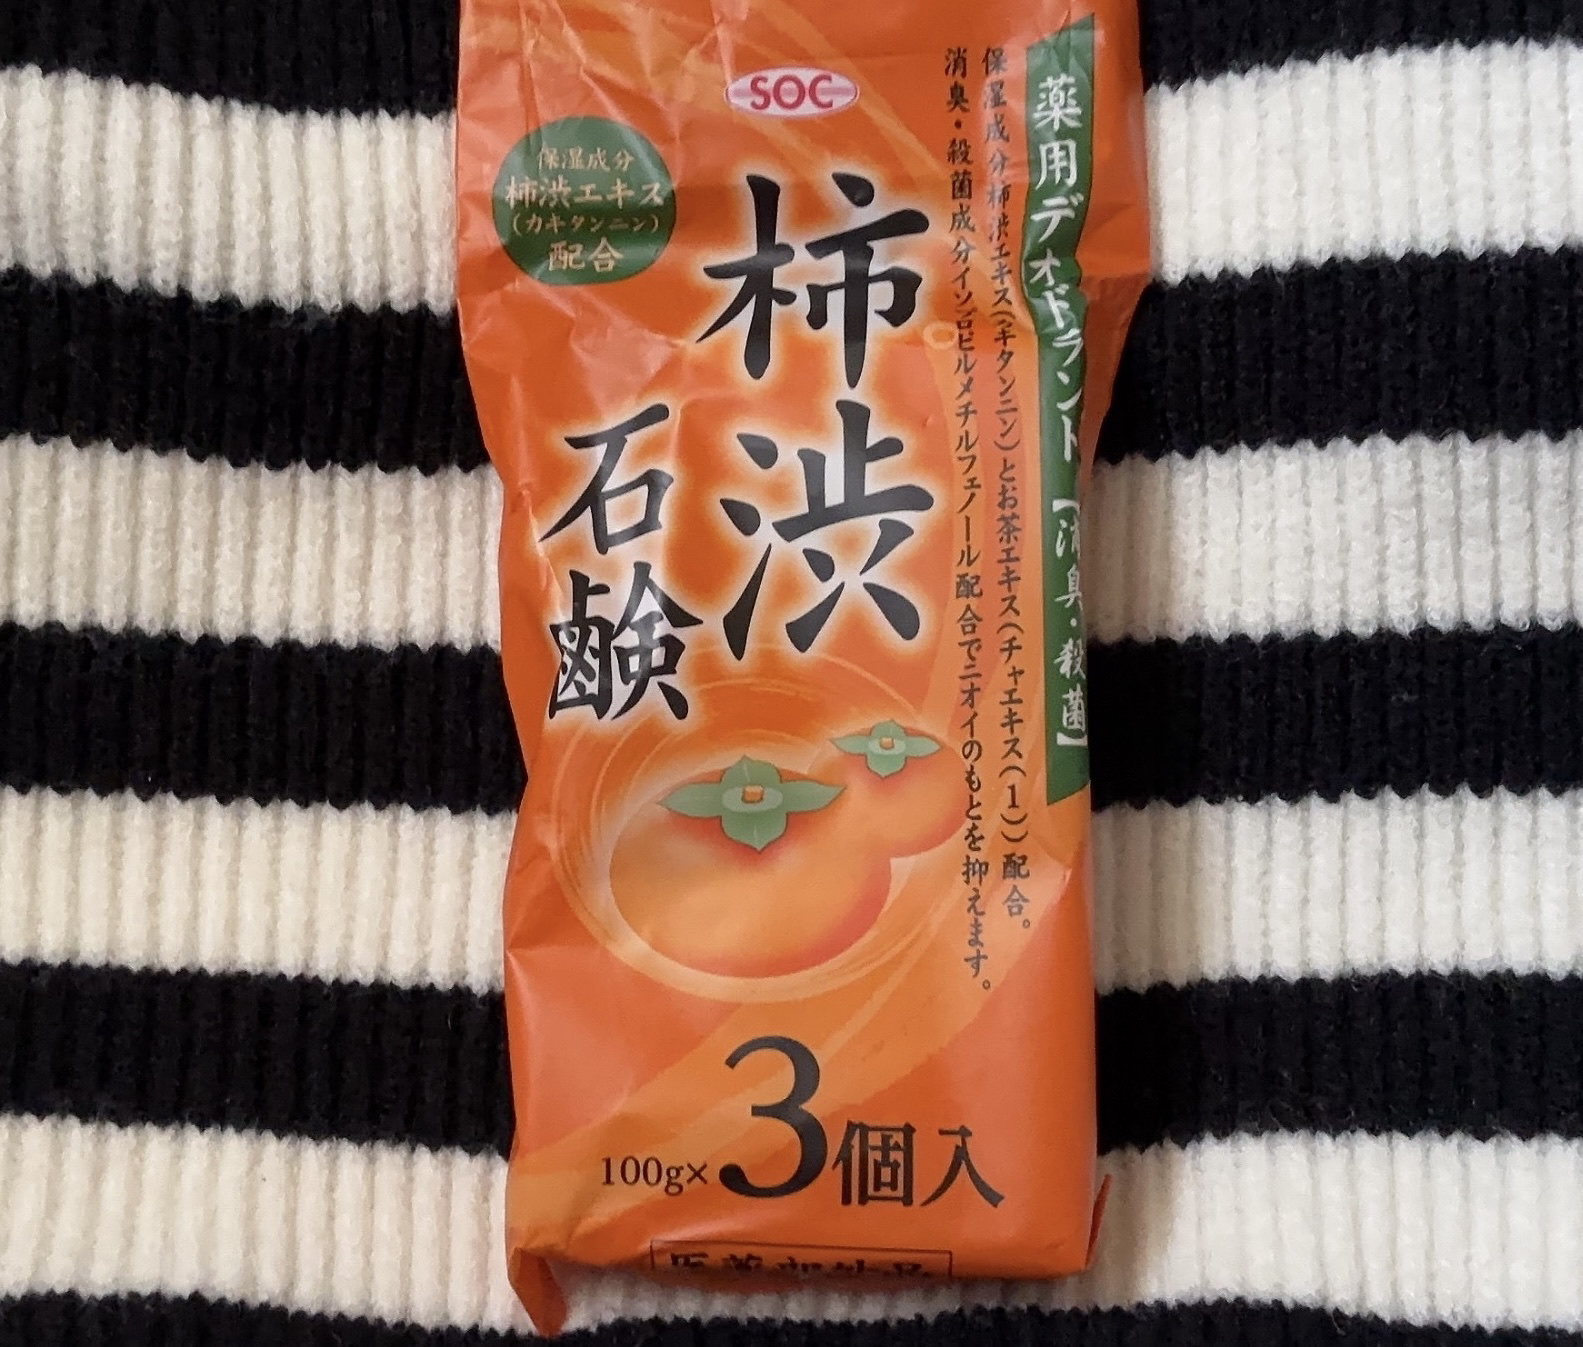 SOC
薬用デオドラント【消臭・殺菌】
保湿成分柿渋エキス(カキタンニン)とお茶エキス(チャエキス(1))配合。
消臭・殺菌成分イソプロピルメチルフェノール配合でニオイのもとを抑えます。
保湿成分
柿渋エキス
(カキタンニン)
配合
柿渋
石鹸
100g×3個入
医薬部外品